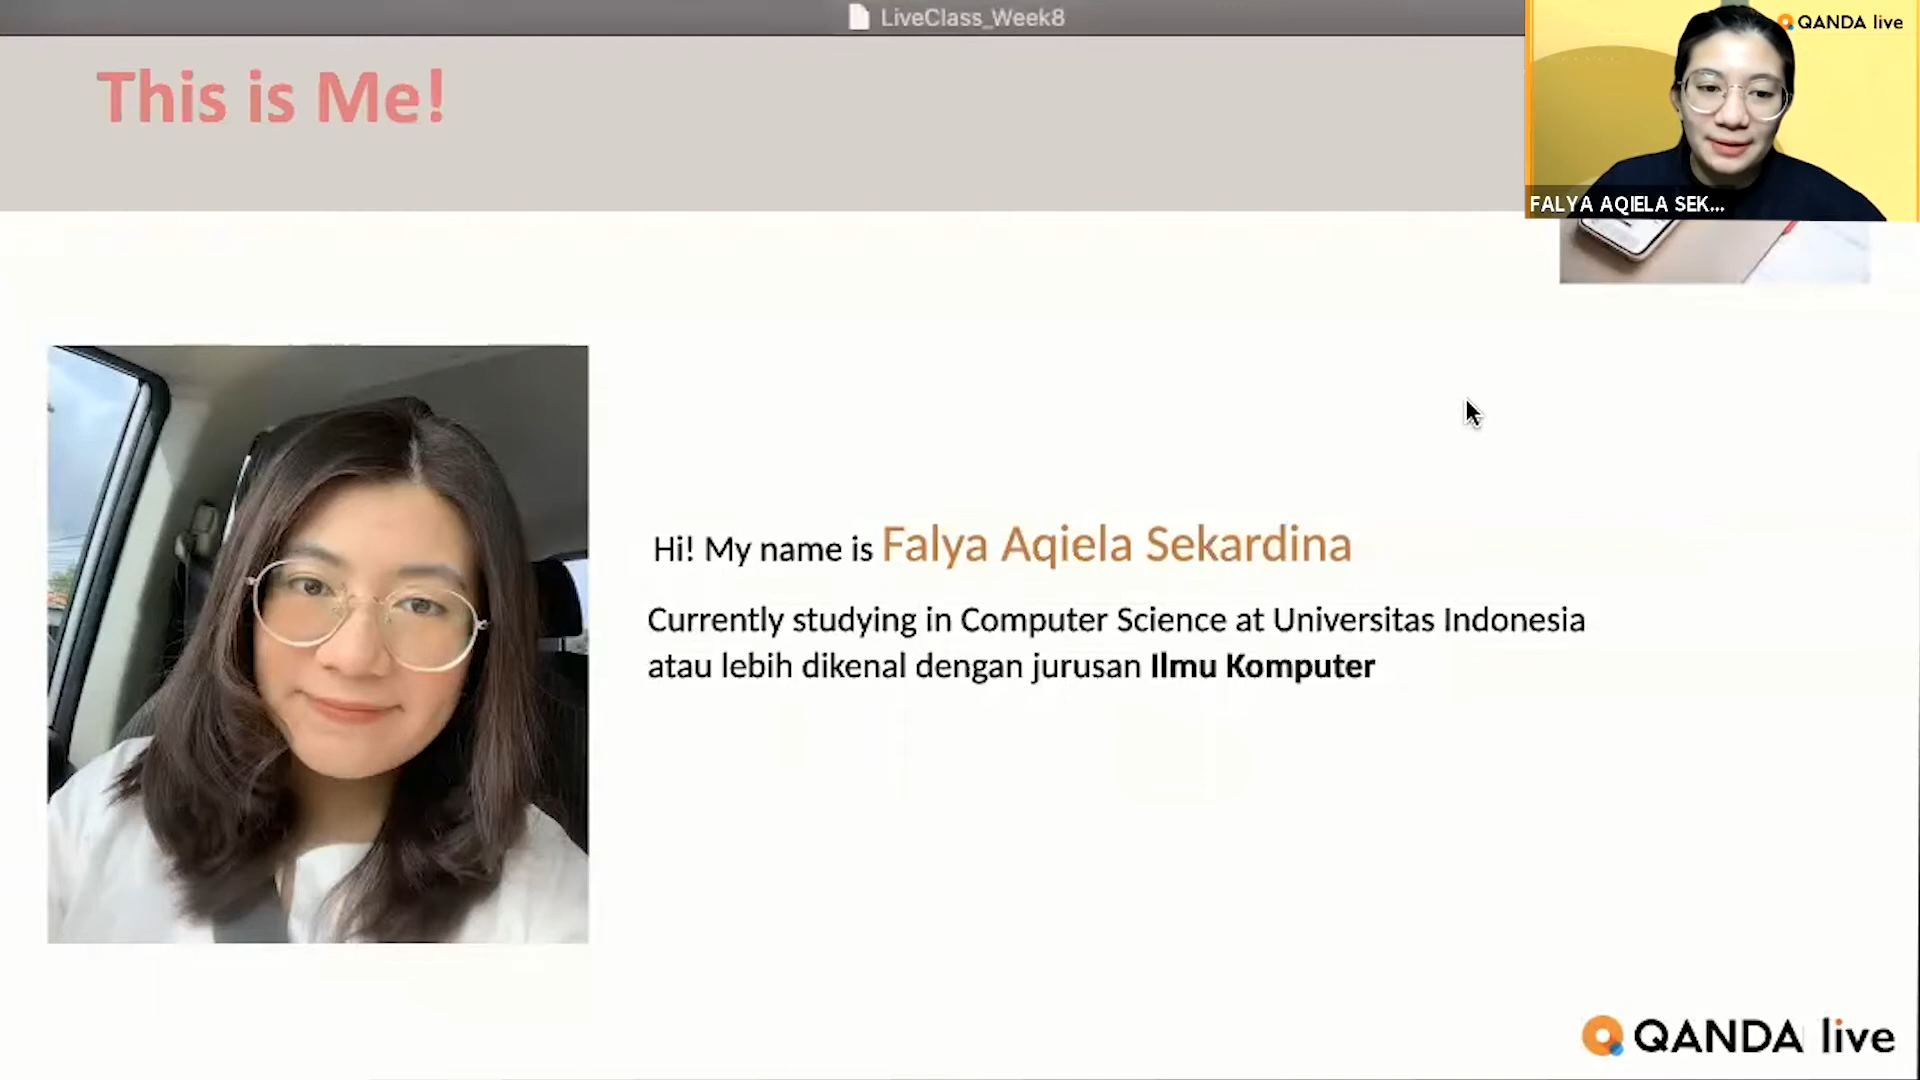 LiveClass_Week8
QANDA live
This is Me!
FALYA AQIELA SEK...
Hi! My name is Falya Aqiela Sekardina
Currently studying in Computer Science at Universitas Indonesia
atau lebih dikenal dengan jurusan Ilmu Komputer
QANDA live